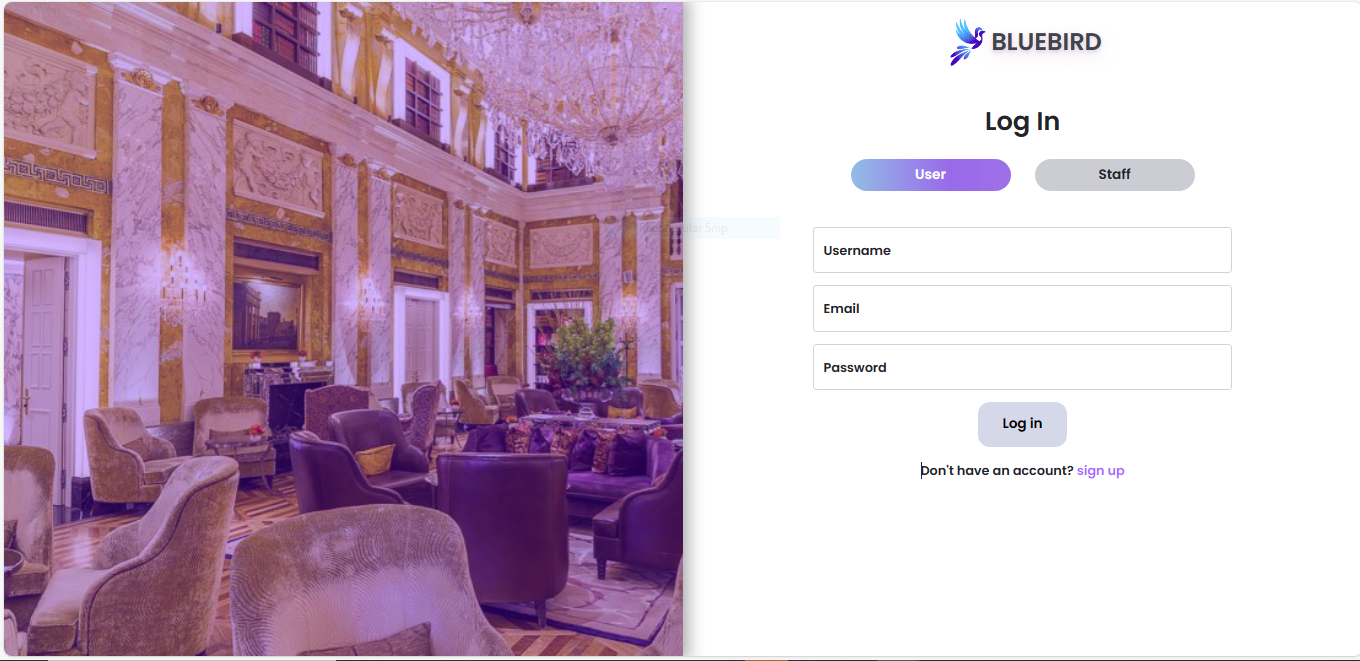 BLUEBIRD
Log In
User
Staff
Username
Email
Password
Log in
Don't have an account? sign up